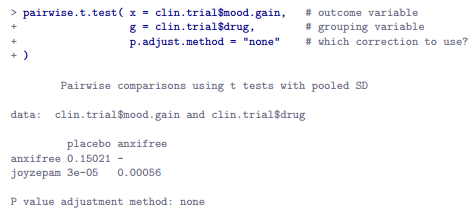 > pairwise.t.test( x = clin.trial$mood.gain,   # outcome variable
+                  g = clin.trial$drug,        # grouping variable
+                  p.adjust.method = "none"    # which correction to use?
+ )
        Pairwise comparisons using t tests with pooled SD
data:  clin.trial$mood.gain and clin.trial$drug
         placebo anxifree
anxifree 0.15021 -
joyzepam 3e-05   0.00056
P value adjustment method: none